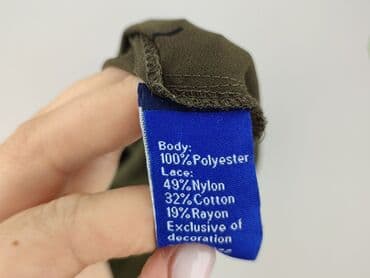 Body:
100%Polyester
Lace:
49%Nylon
32%Cotton
19%Rayon
Exclusive of
decoration